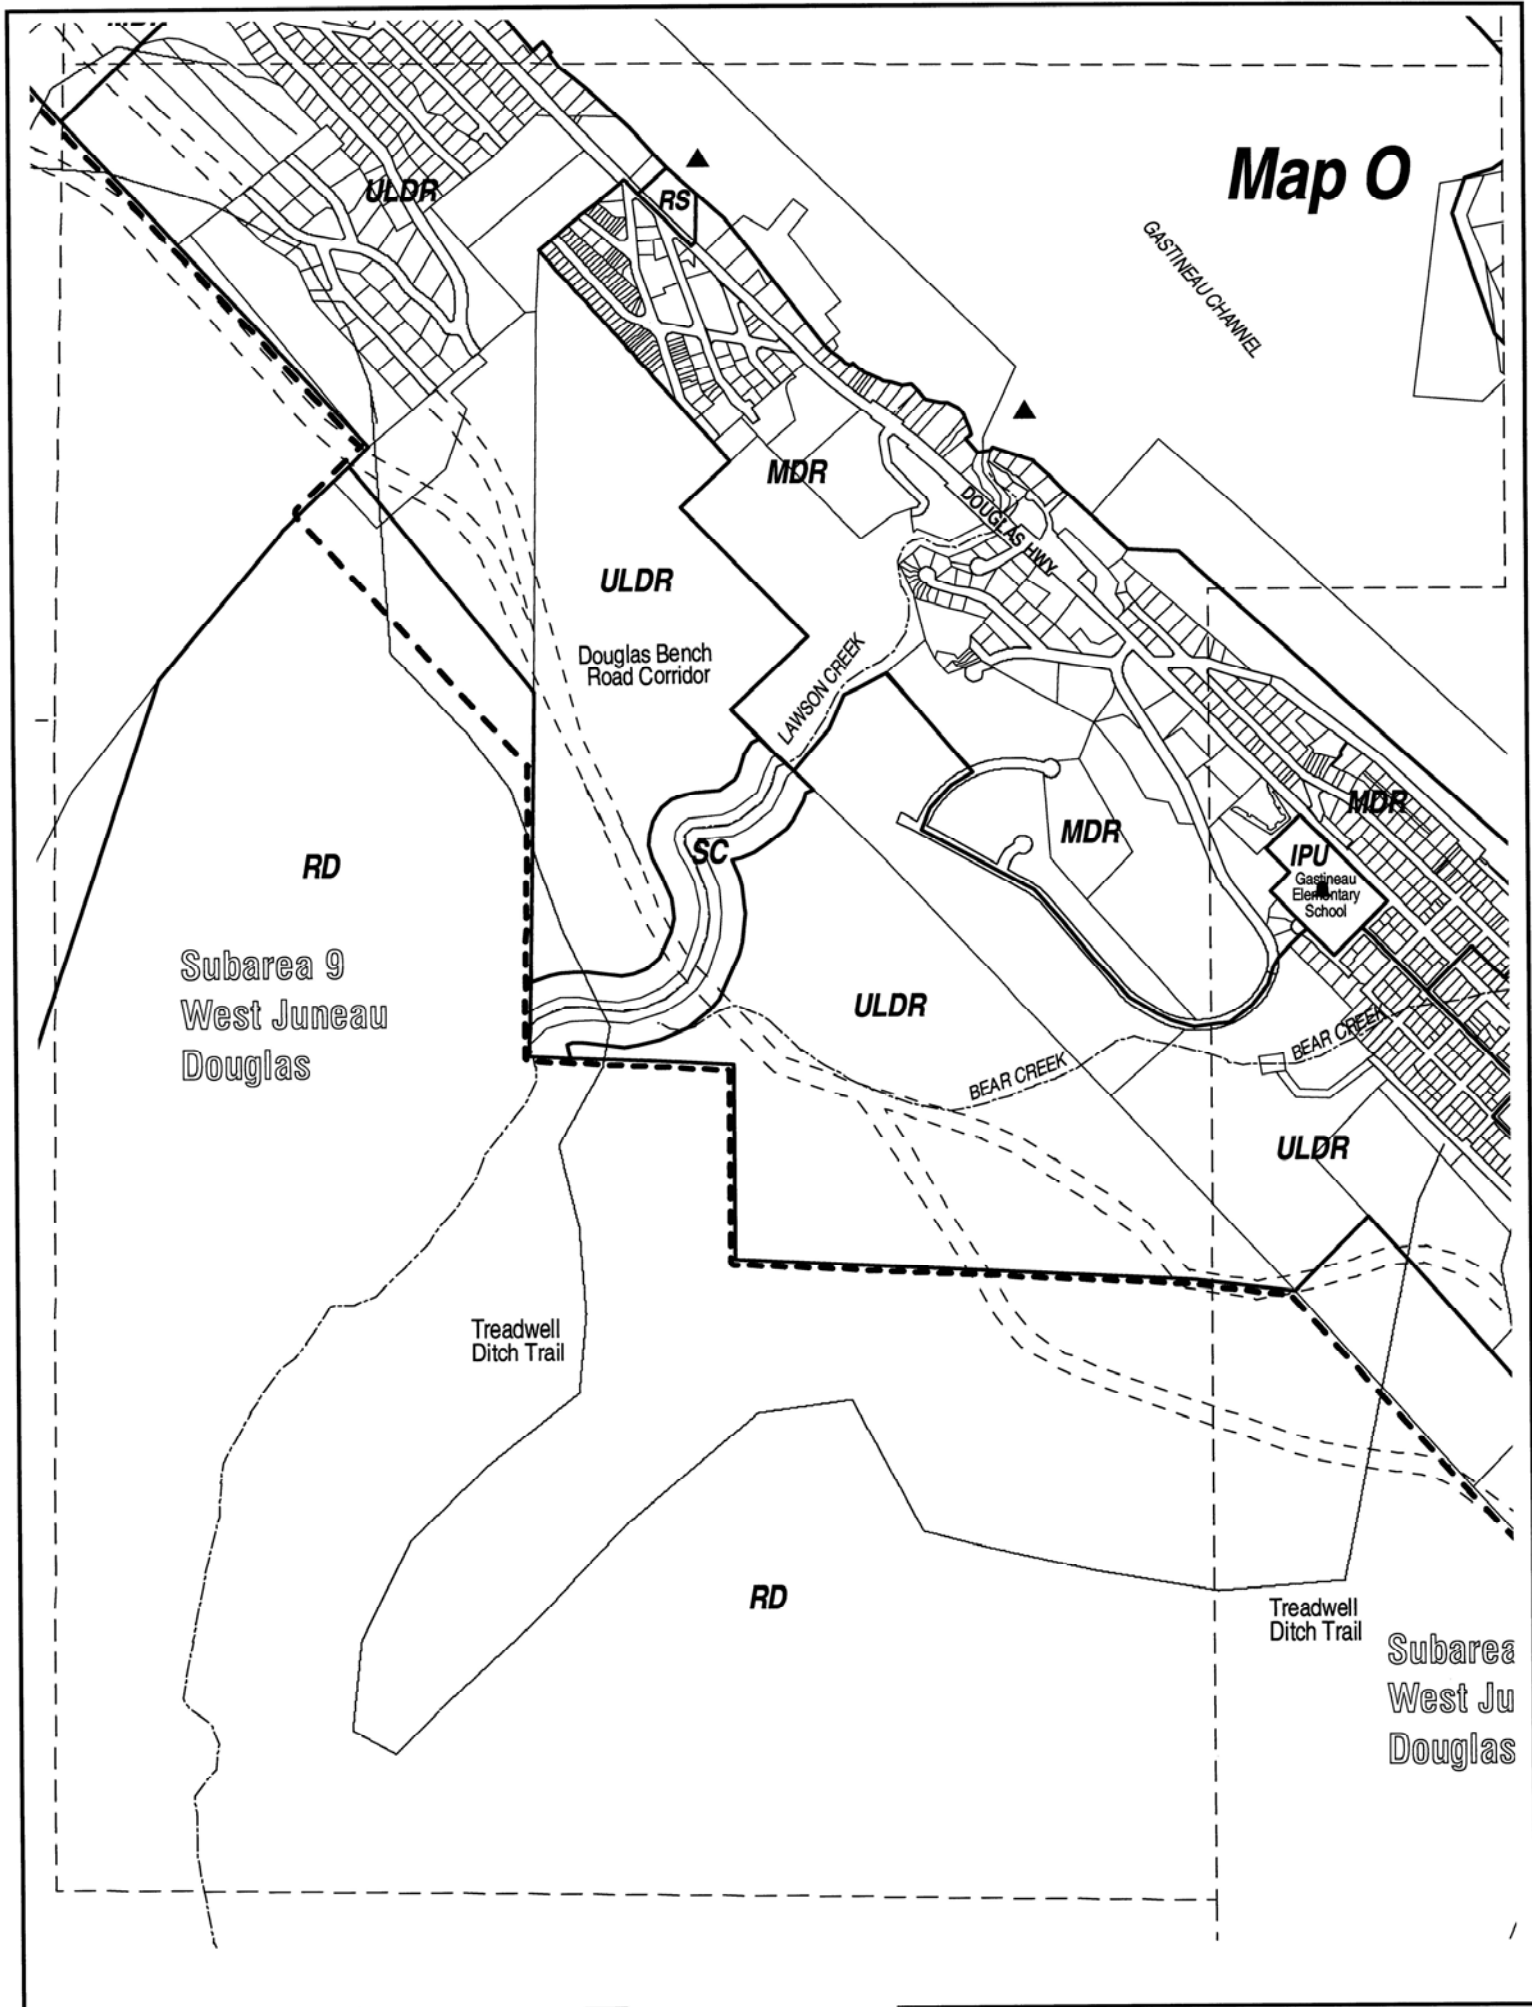 MDR
Map O
ULDR
RS
GASTINEAU CHANNEL
MDR
DOUGLAS HWY
ULDR
Douglas Bench
Road Corridor
LAWSON CREEK
MDR
MDR
SC
RD
IPU
Gastineau
Elementary
School
Subarea 9
West Juneau
Douglas
ULDR
BEAR CREEK
BEAR CREEK
ULDR
Treadwell
Ditch Trail
RD
Treadwell
Ditch Trail
Subarea
West Ju
Douglas